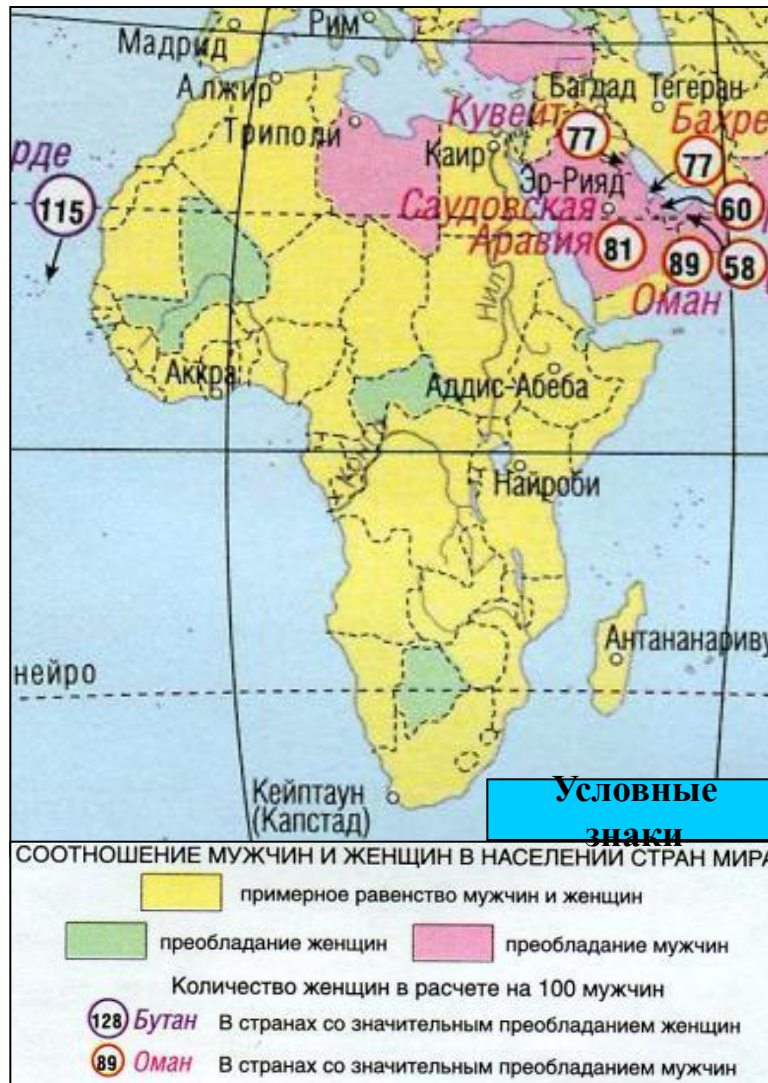 Мадрид
Рим
Алжир
Триполи
Багдад Тегеран
Кувейт
77
Бахре
77
Каир
рде
115
Эр-Рияд
Саудовская
Аравия
81
60
89
58
Оман
Нил
Аккра
Аддис-Абеба
Конго
Найроби
Антананариву
нейро
Кейптаун
(Капстад)
Условные
знаки
СООТНОШЕНИЕ МУЖЧИН И ЖЕНЩИН В НАСЕЛЕНИИ СТРАН МИРА
примерное равенство мужчин и женщин
преобладание женщин
преобладание мужчин
Количество женщин в расчете на 100 мужчин
128 Бутан В странах со значительным преобладанием женщин
89 Оман В странах со значительным преобладанием мужчин